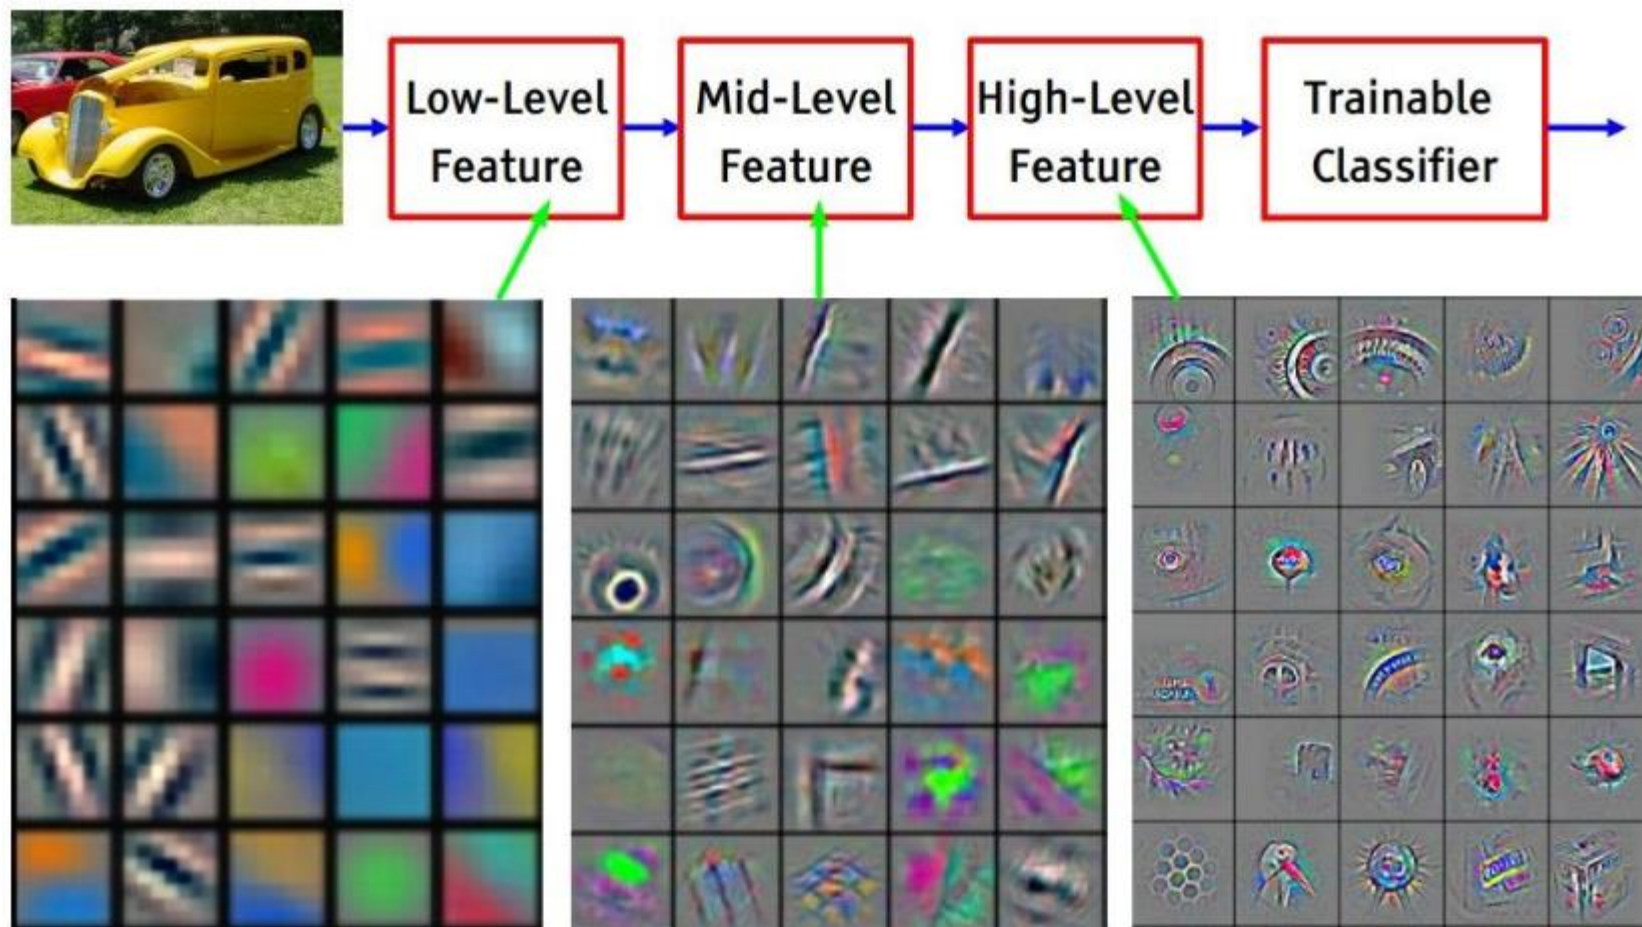 Low-Level
Feature
Mid-Level
Feature
High-Level
Feature
Trainable
Classifier